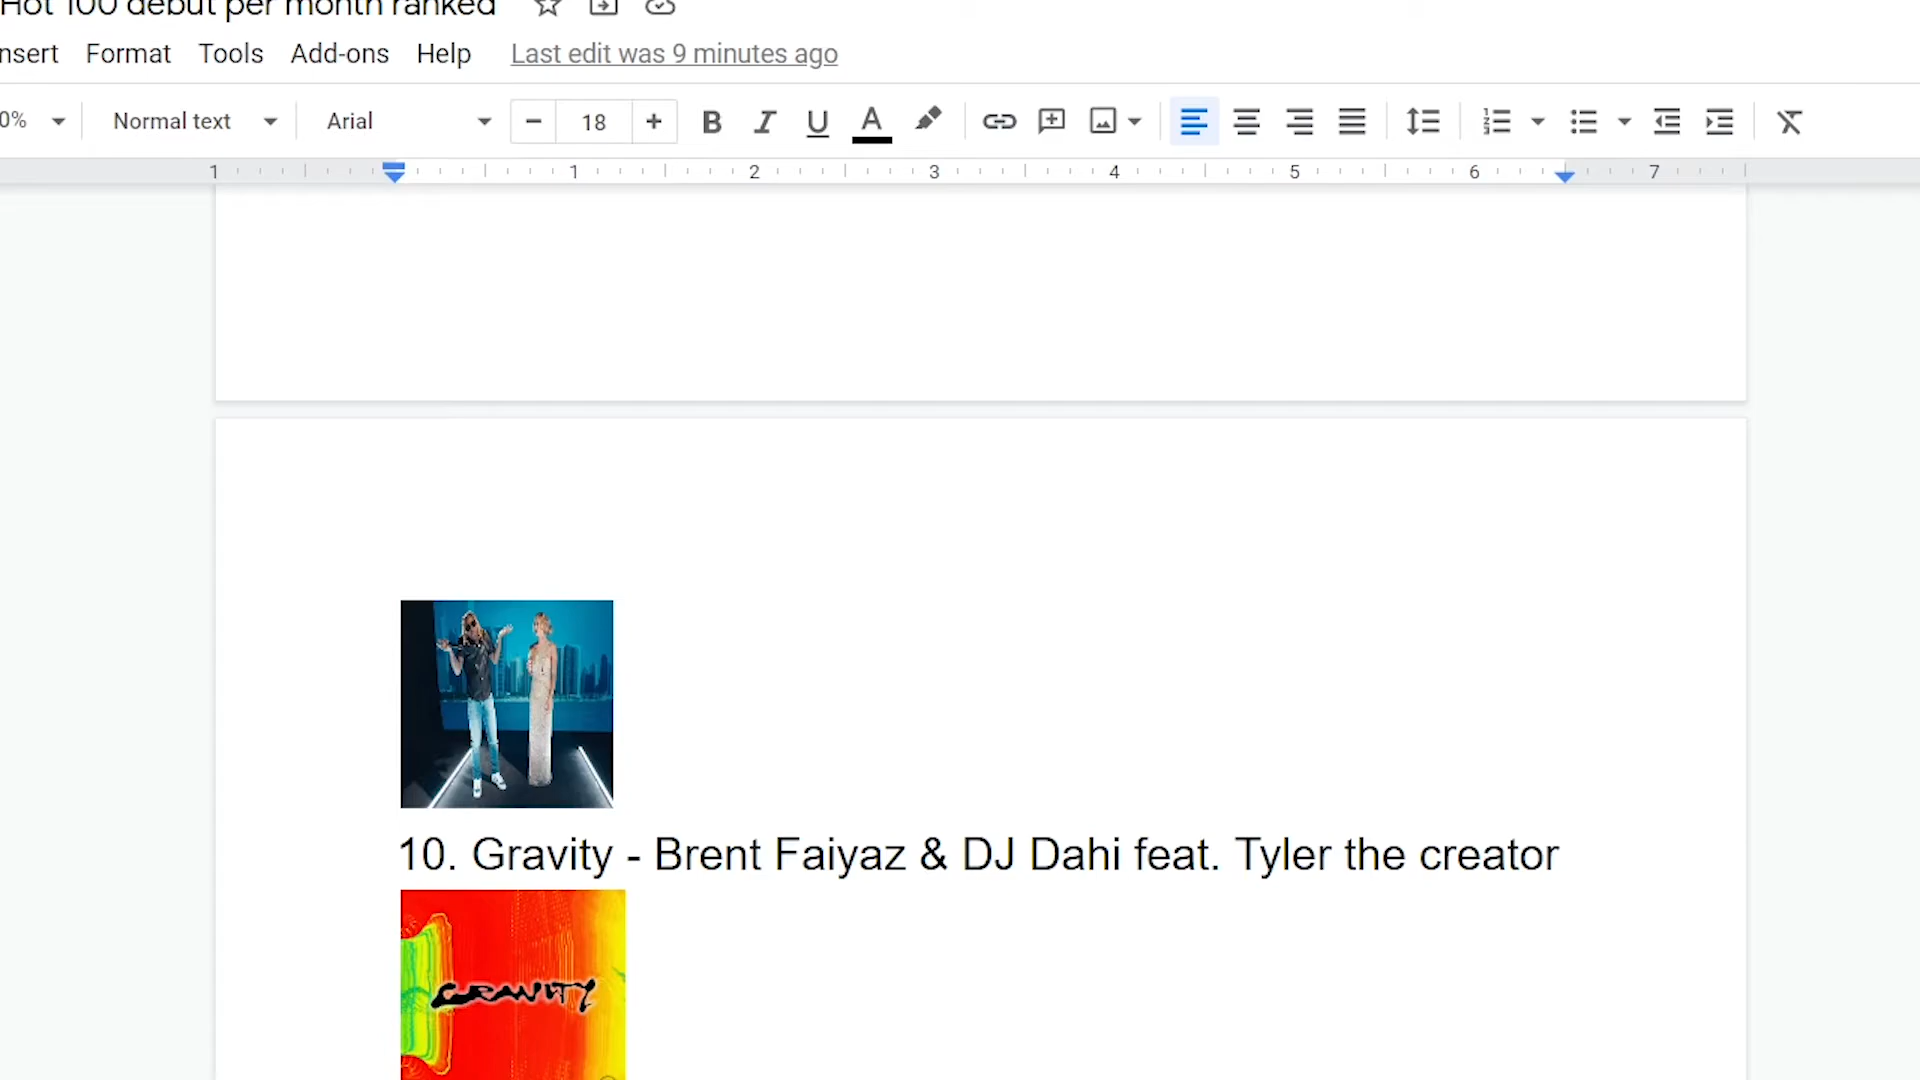 Hot 100 debut per month ranked
nsert Format Tools Add-ons Help Last edit was 9 minutes ago
0% Normal text Arial − 18 + B I U A
1 1 2 3 4 5 6 7
10. Gravity - Brent Faiyaz & DJ Dahi feat. Tyler the creator
GRAVITY